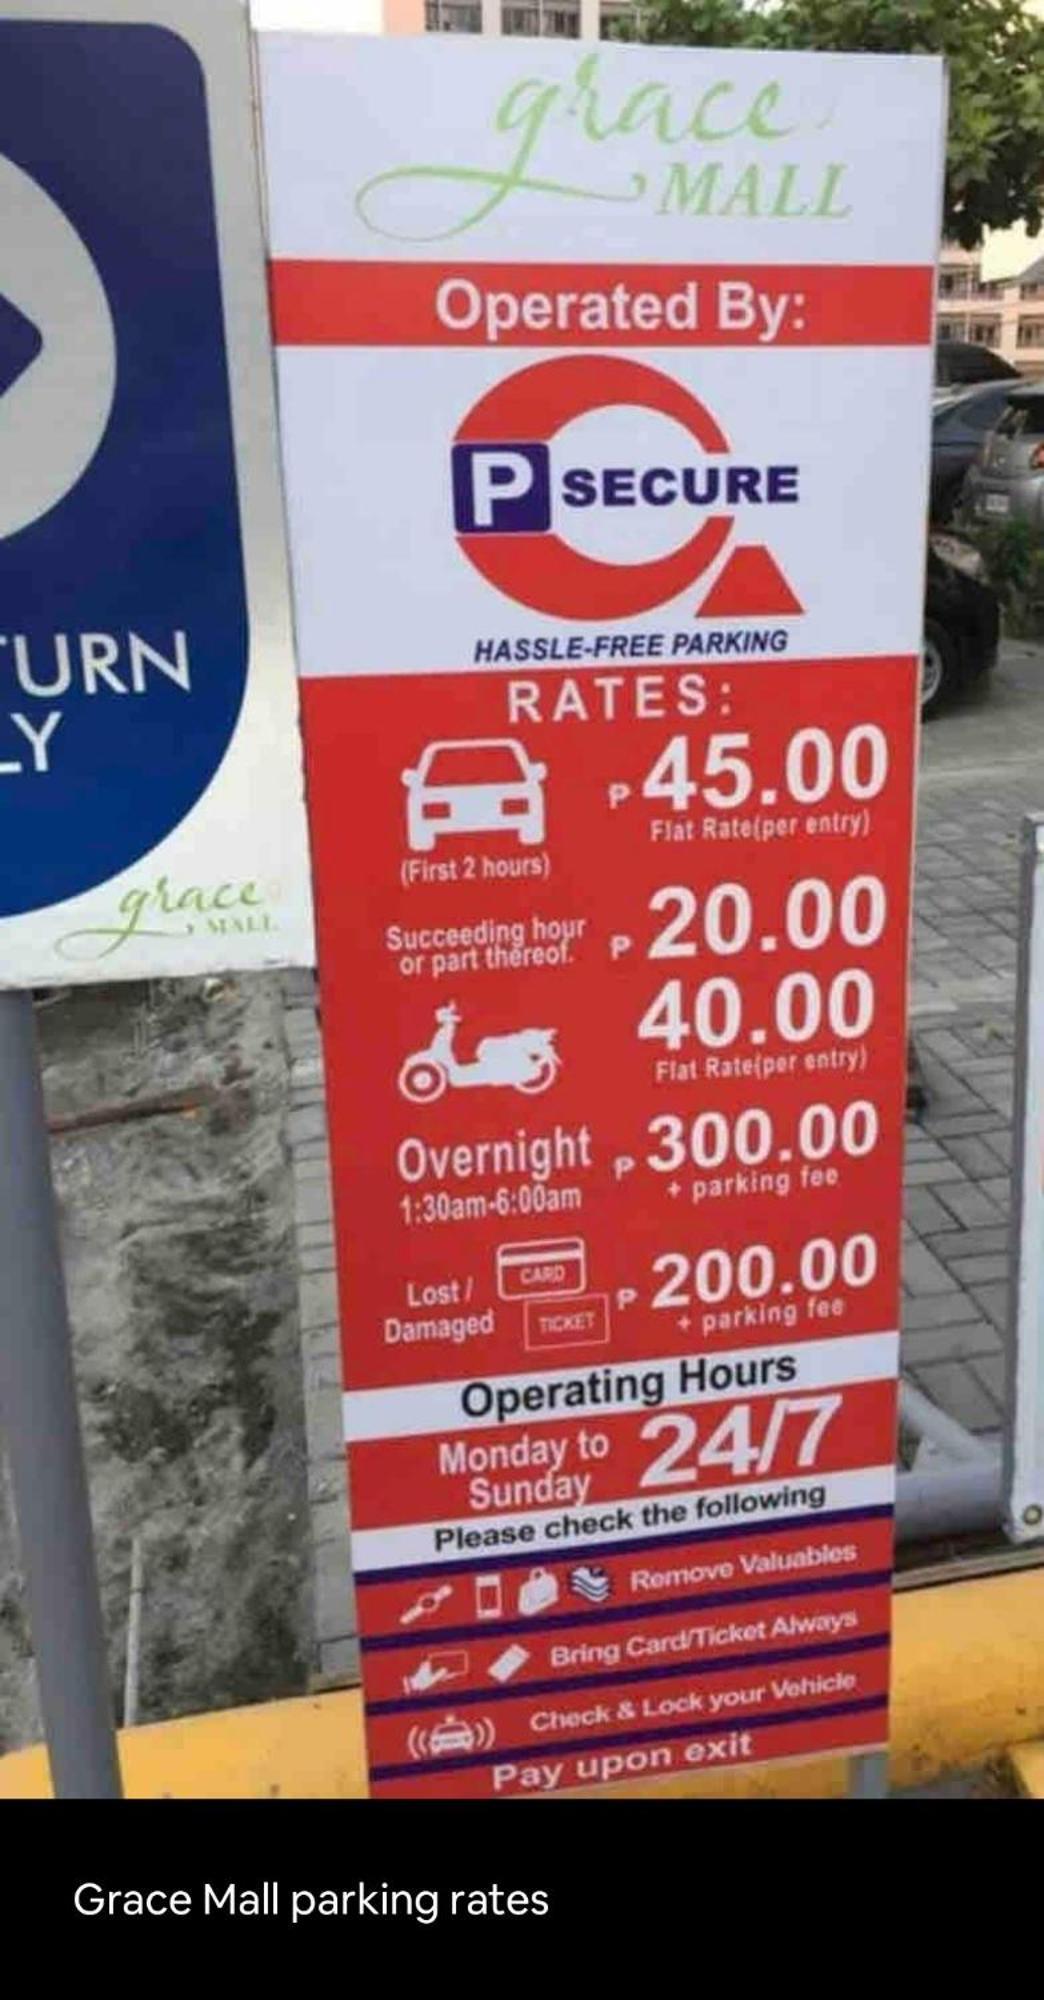 grace
MALL
Operated By:
P SECURE
HASSLE-FREE PARKING
RATES:
P 45.00
Flat Rate(per entry)
(First 2 hours)
Succeeding hour
or part thereof.
P 20.00
40.00
Flat Rate(per entry)
Overnight
1:30am-6:00am
P 300.00
+ parking fee
Lost /
Damaged
CARD
TICKET
P 200.00
+ parking fee
Operating Hours
Monday to
Sunday
24/7
Please check the following
Remove Valuables
Bring Card/Ticket Always
Check & Lock your Vehicle
Pay upon exit
TURN
LY
grace
MALL
Grace Mall parking rates